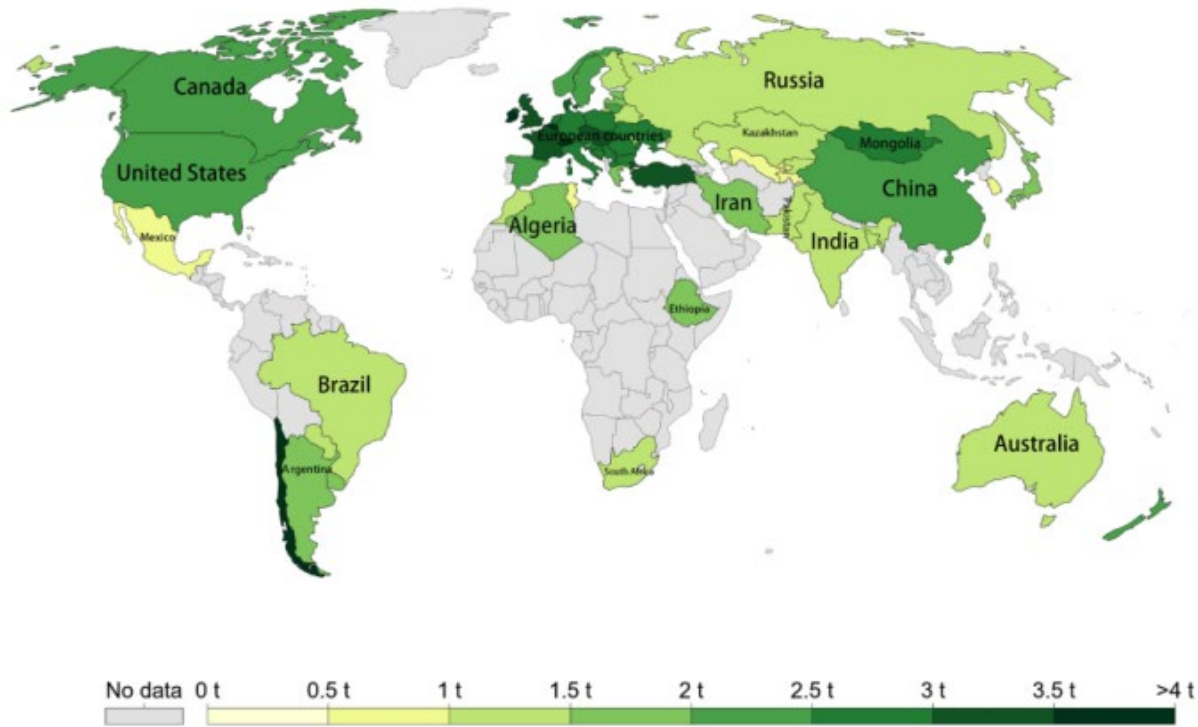 Canada
United States
Mexico
Brazil
Argentina
European countries
Algeria
Ethiopia
South Africa
Russia
Kazakhstan
Mongolia
China
Iran
Pakistan
India
Australia
No data 0 t 0.5 t 1 t 1.5 t 2 t 2.5 t 3 t 3.5 t >4 t